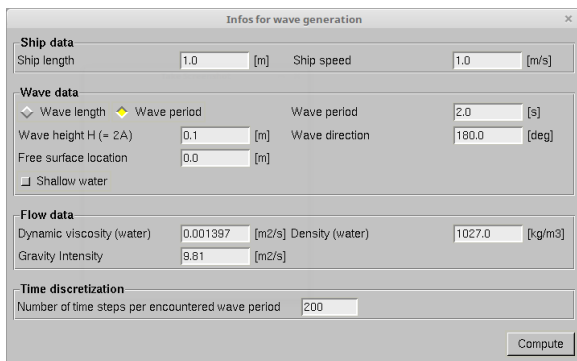 Infos for wave generation ×
Ship data
Ship length 1.0 [m] Ship speed 1.0 [m/s]
Wave data
Wave length Wave period Wave period 2.0 [s]
Wave height H (= 2A) 0.1 [m] Wave direction 180.0 [deg]
Free surface location 0.0 [m]
Shallow water
Flow data
Dynamic viscosity (water) 0.001397 [m2/s] Density (water) 1027.0 [kg/m3]
Gravity Intensity 9.81 [m2/s]
Time discretization
Number of time steps per encountered wave period 200
Compute